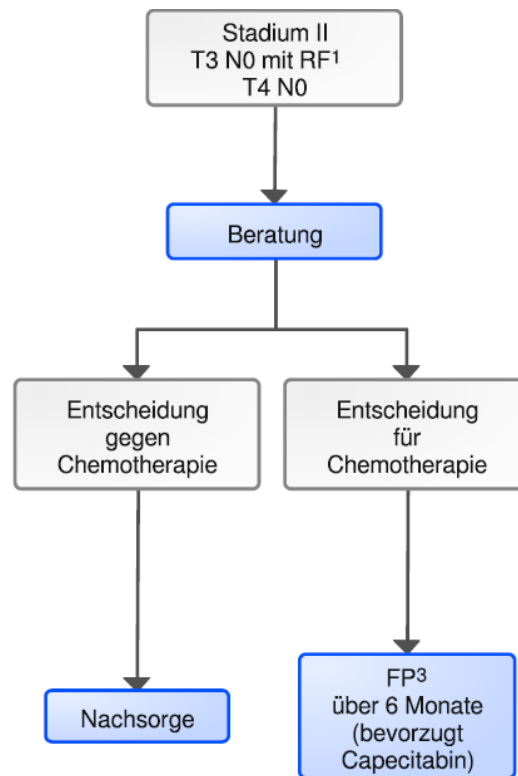 Stadium II
T3 N0 mit RF¹
T4 N0
Beratung
Entscheidung
gegen
Chemotherapie
Entscheidung
für
Chemotherapie
Nachsorge
FP³
über 6 Monate
(bevorzugt
Capecitabin)